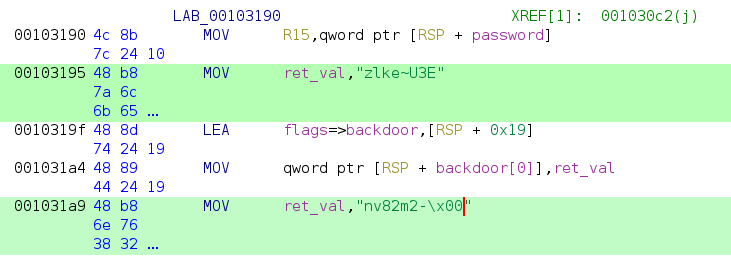 LAB_00103190 XREF[1]: 001030c2(j)
00103190 4c 8b MOV R15,qword ptr [RSP + password]
7c 24 10
00103195 48 b8 MOV ret_val,"zlke~U3E"
7a 6c
6b 65 ...
0010319f 48 8d LEA flags=>backdoor,[RSP + 0x19]
74 24 19
001031a4 48 89 MOV qword ptr [RSP + backdoor[0]],ret_val
44 24 19
001031a9 48 b8 MOV ret_val,"nv82m2-\x00"
6e 76
38 32 ...